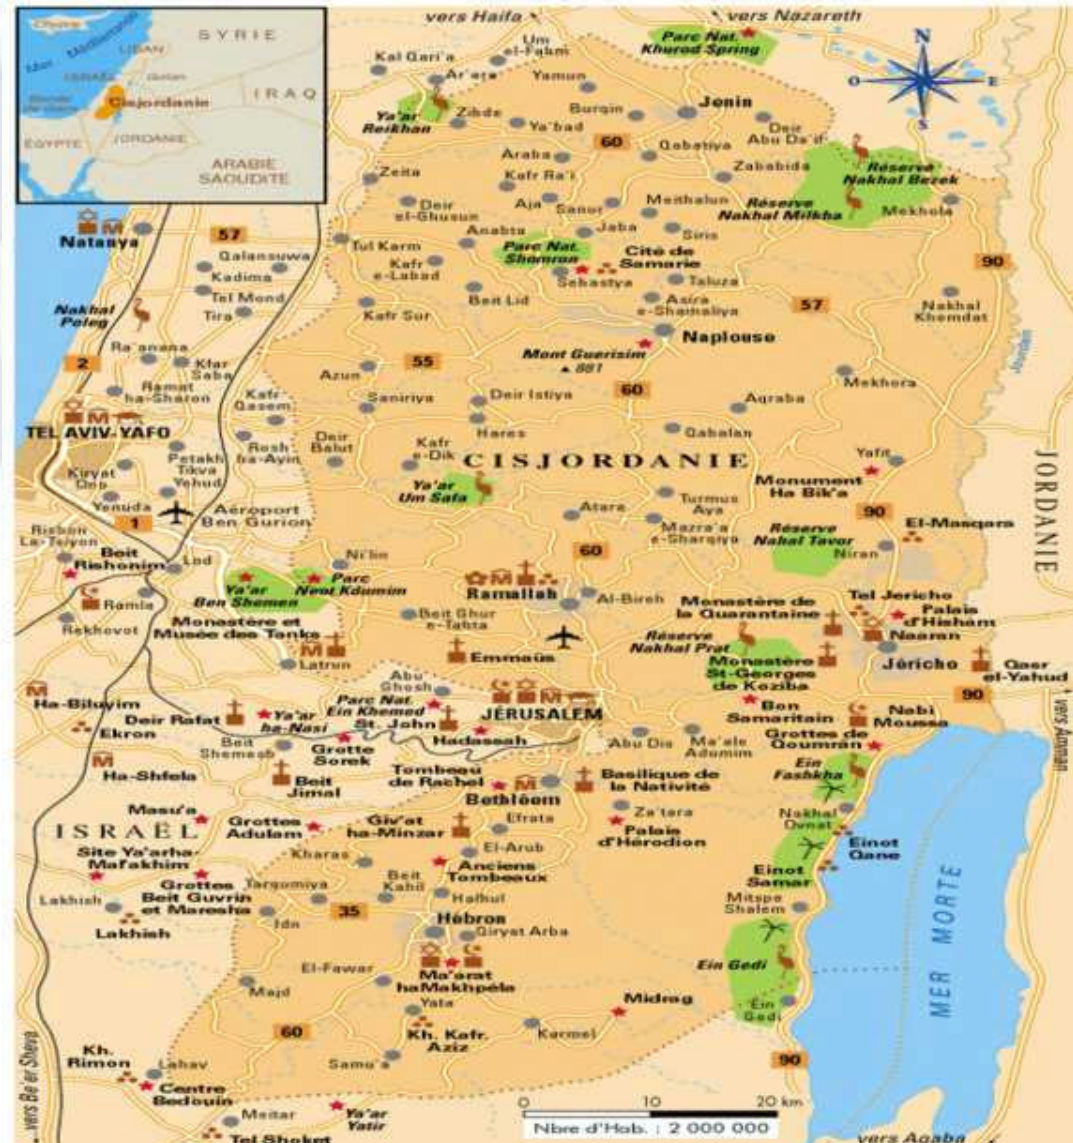 vers Haifa
vers Nazareth
Chypre
Mer Méditerranée
SYRIE
LIBAN
ISRAËL
Golan
Cisjordanie
IRAQ
EGYPTE
JORDANIE
ARABIE
SAOUDITE
N
O
E
S
Parc Nat.
Khurod Spring
Um
el-Fahm
Kal Qari'a
Ar'ara
Yamun
Jenin
Burqin
Ya'ar
Reikhan
Zibde
Ya'bad
Deir
Abu Da'if
60
Araba
Qabatiya
Zababida
Réserve
Nakhal Bezek
Zeita
Kafr Ra'i
Réserve
Nakhal Milkha
Mekhola
Deir
el-Ghusun
Aja
Sanur
Meithalun
Natanya
57
Tul Karm
Anabta
Jaba
Siris
Parc Nat.
Shomron
Cité de
Samarie
Qalansuwa
Kadima
Kafr
e-Labad
Sebastya
Taluza
90
Tel Mond
Tira
Nakhal
Poleg
Beit Lid
Asira
e-Shamaliya
57
Nakhal
Khemdat
Kafr Sur
Naplouse
Jourdain
Ra'anana
2
Kfar
Saba
55
Mont Guerisim
881
Azun
Mekhora
Ramat
ha-Sharon
Kafr
Qasem
Saniriya
Deir Istiya
60
Aqraba
TEL AVIV-YAFO
Hares
Qabalan
Deir
Balut
Kafr
e-Dik
Rosh
ha-Ayin
CISJORDANIE
Petakh
Tikva
Yehud
Kiryat
Ono
Yafit
JORDANIE
Ya'ar
Um Safa
Monument
Ha Bik'a
Yenuda
Aéroport
Ben Gurion
Turmus
Aya
Atara
Mazra'a
e-Sharqiya
90
El-Masqara
1
Rishon
Le-Tsiyon
Réserve
Nahal Tavor
Niran
Beit
Rishonim
Lod
Ni'lin
60
Ya'ar
Ben Shemen
Parc
Neot Kdumim
Ramla
Ramallah
Al-Bireh
Tel Jericho
Palais
d'Hisham
Naaran
Monastère de
la Quarantaine
Beit Ghur
e-Tahta
Rekhovot
Monastère et
Musée des Tanks
Réserve
Nakhal Prat
Jéricho
Emmaüs
Latrun
Monastère
St-Georges
de Koziba
Qasr
el-Yahud
Abu
Ghosh
Ha-Biluyim
Parc Nat.
Ein Khemed
JÉRUSALEM
90
Deir Rafat
Ya'ar
ha-Nasi
St. John
Bon
Samaritain
Nabi
Moussa
vers Amman
Ekron
Hadassah
Beit
Shemesh
Grotte
Sorek
Abu Dis
Ma'ale
Adumim
Grottes de
Qoumrân
Ha-Shfela
Beit
Jimal
Tombeau
de Rachel
Bethléem
Basilique de
la Nativité
Ein
Fashkha
Masu'a
Grottes
Adulam
Giv'at
ha-Minzar
Efrata
Za'tara
Nakhal
Ovnat
ISRAËL
Palais
d'Hérodion
Einot
Qane
Site Ya'arha-
Mal'akhim
Kharas
El-Arub
Anciens
Tombeaux
Einot
Samar
Grottes
Beit Guvrin
et Maresha
Tarqumiya
Beit
Kahil
Halhul
Mitspe
Shalem
Lakhish
35
Idn
Hébron
Qiryat Arba
Lakhish
MER MORTE
Ein Gedi
El-Fawar
Ma'arat
haMakhpéla
Majd
Midrag
Ein
Gedi
Yata
Kh. Kafr.
Aziz
Karmel
60
Kh.
Rimon
Samu'a
90
Lahav
vers Be'er Sheva
Centre
Bedouin
Meitar
Ya'ar
Yatir
0
10
20 km
Nbre d'Hab. : 2 000 000
Tel Shoket
vers Aqaba